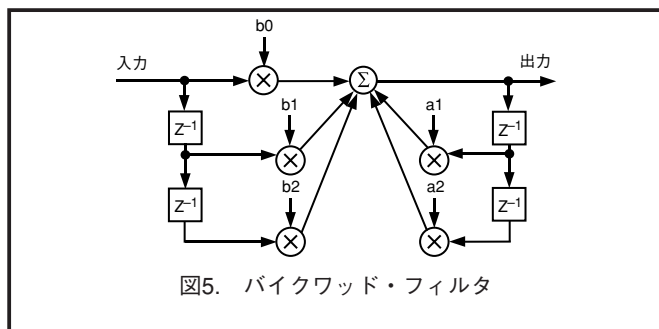 b0
入力
出力
×
Σ
b1
a1
Z⁻¹
Z⁻¹
×
×
b2
a2
Z⁻¹
Z⁻¹
×
×
図5. バイクワッド・フィルタ